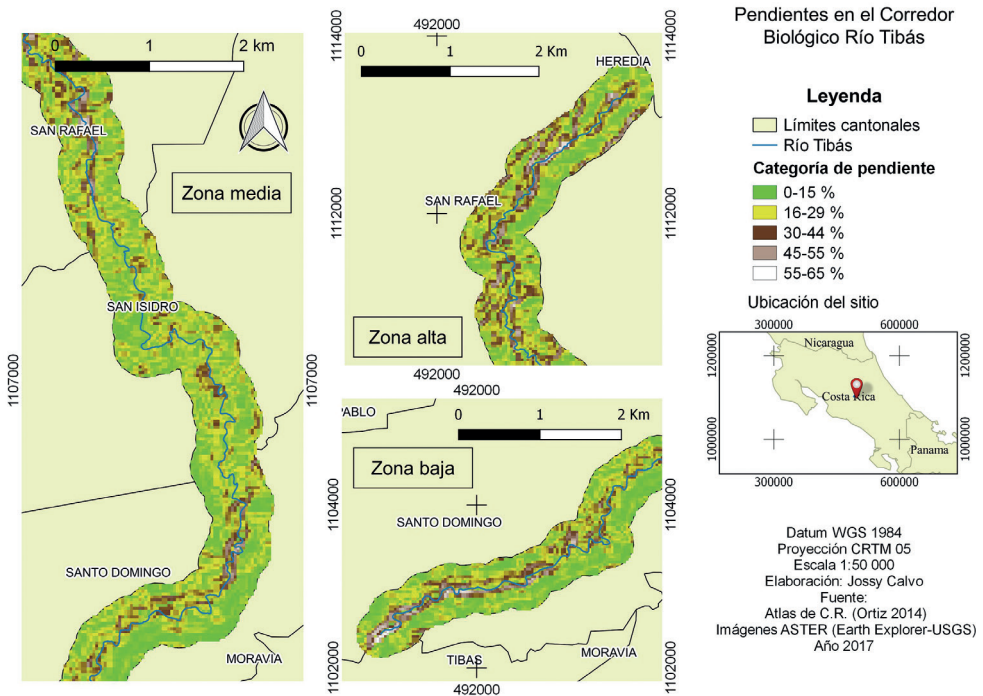 0 1 2 km
SAN RAFAEL
Zona media
SAN ISIDRO
SANTO DOMINGO
MORAVIA
1107000
1107000
492000
1114000
1114000
0 1 2 Km
HEREDIA
SAN RAFAEL
1112000
1112000
Zona alta
492000
492000
PABLO
0 1 2 Km
Zona baja
1104000
1104000
SANTO DOMINGO
TIBAS
MORAVIA
1102000
1102000
492000
Pendientes en el Corredor
Biológico Río Tibás
Leyenda
Límites cantonales
Río Tibás
Categoría de pendiente
0-15 %
16-29 %
30-44 %
45-55 %
55-65 %
Ubicación del sitio
300000 600000
1200000
1200000
Nicaragua
Costa Rica
Panama
1000000
1000000
300000 600000
Datum WGS 1984
Proyección CRTM 05
Escala 1:50 000
Elaboración: Jossy Calvo
Fuente:
Atlas de C.R. (Ortiz 2014)
Imágenes ASTER (Earth Explorer-USGS)
Año 2017